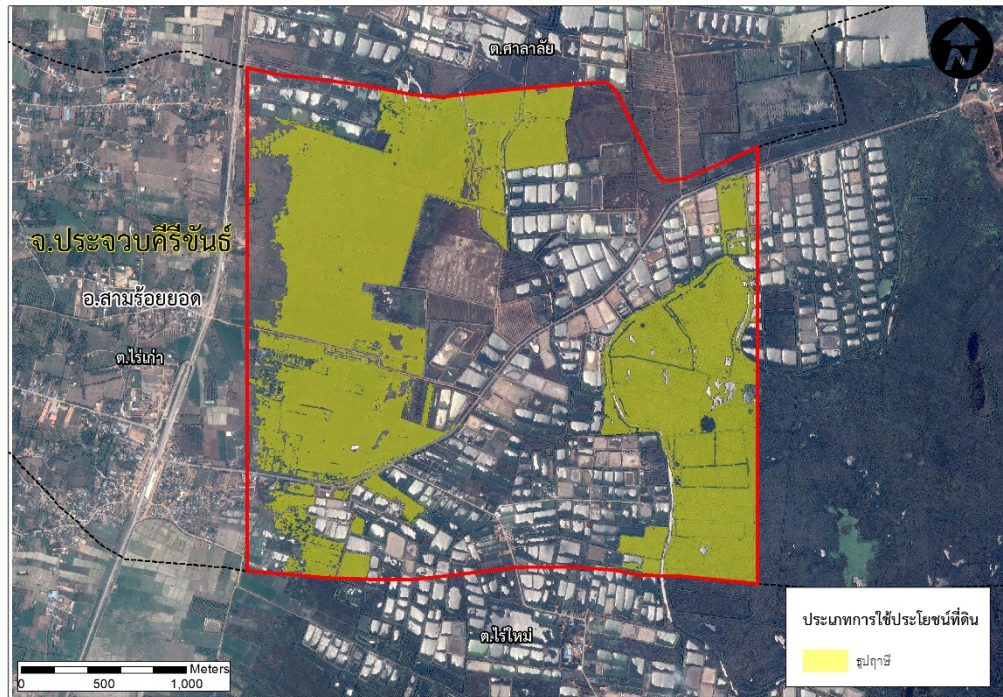 ต.ศาลาลัย
N
จ.ประจวบคีรีขันธ์
อ.สามร้อยยอด
ต.ไร่เก่า
ต.ไร่ใหม่
ประเภทการใช้ประโยชน์ที่ดิน
ธูปฤาษี
Meters
0 500 1,000